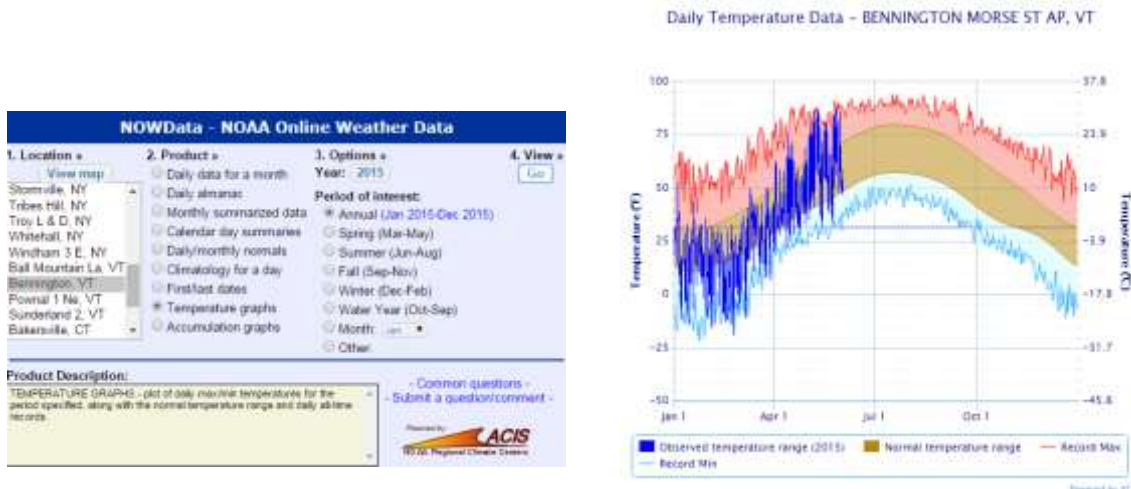 NOWData - NOAA Online Weather Data
1. Location »
View map
Stormville, NY
Tribes Hill, NY
Troy L & D, NY
Whitehall, NY
Windham 3 E, NY
Ball Mountain La, VT
Bennington, VT
Pownal 1 Ne, VT
Sunderland 2, VT
Bakersville, CT
2. Product »
Daily data for a month
Daily almanac
Monthly summarized data
Calendar day summaries
Daily/monthly normals
Climatology for a day
First/last dates
Temperature graphs
Accumulation graphs
3. Options »
Year: 2015
Period of interest:
Annual (Jan 2015-Dec 2015)
Spring (Mar-May)
Summer (Jun-Aug)
Fall (Sep-Nov)
Winter (Dec-Feb)
Water Year (Oct-Sep)
Month:
Other:
4. View »
Go
Product Description:
TEMPERATURE GRAPHS - plot of daily max/min temperatures for the
period specified, along with the normal temperature range and daily all-time
records.
- Common questions -
- Submit a question/comment -
Powered by
ACIS
NOAA Regional Climate Centers
Daily Temperature Data - BENNINGTON MORSE ST AP, VT
Temperature (°F)
100
75
50
25
0
-25
-50
37.8
23.9
10
-3.9
-17.8
-31.7
-45.6
Temperature (°C)
Jan 1
Apr 1
Jul 1
Oct 1
Observed temperature range (2015)
Normal temperature range
Record Max
Record Min